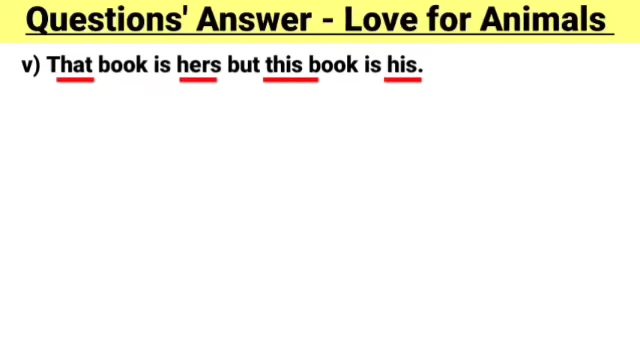 Questions' Answer - Love for Animals
v) That book is hers but this book is his.